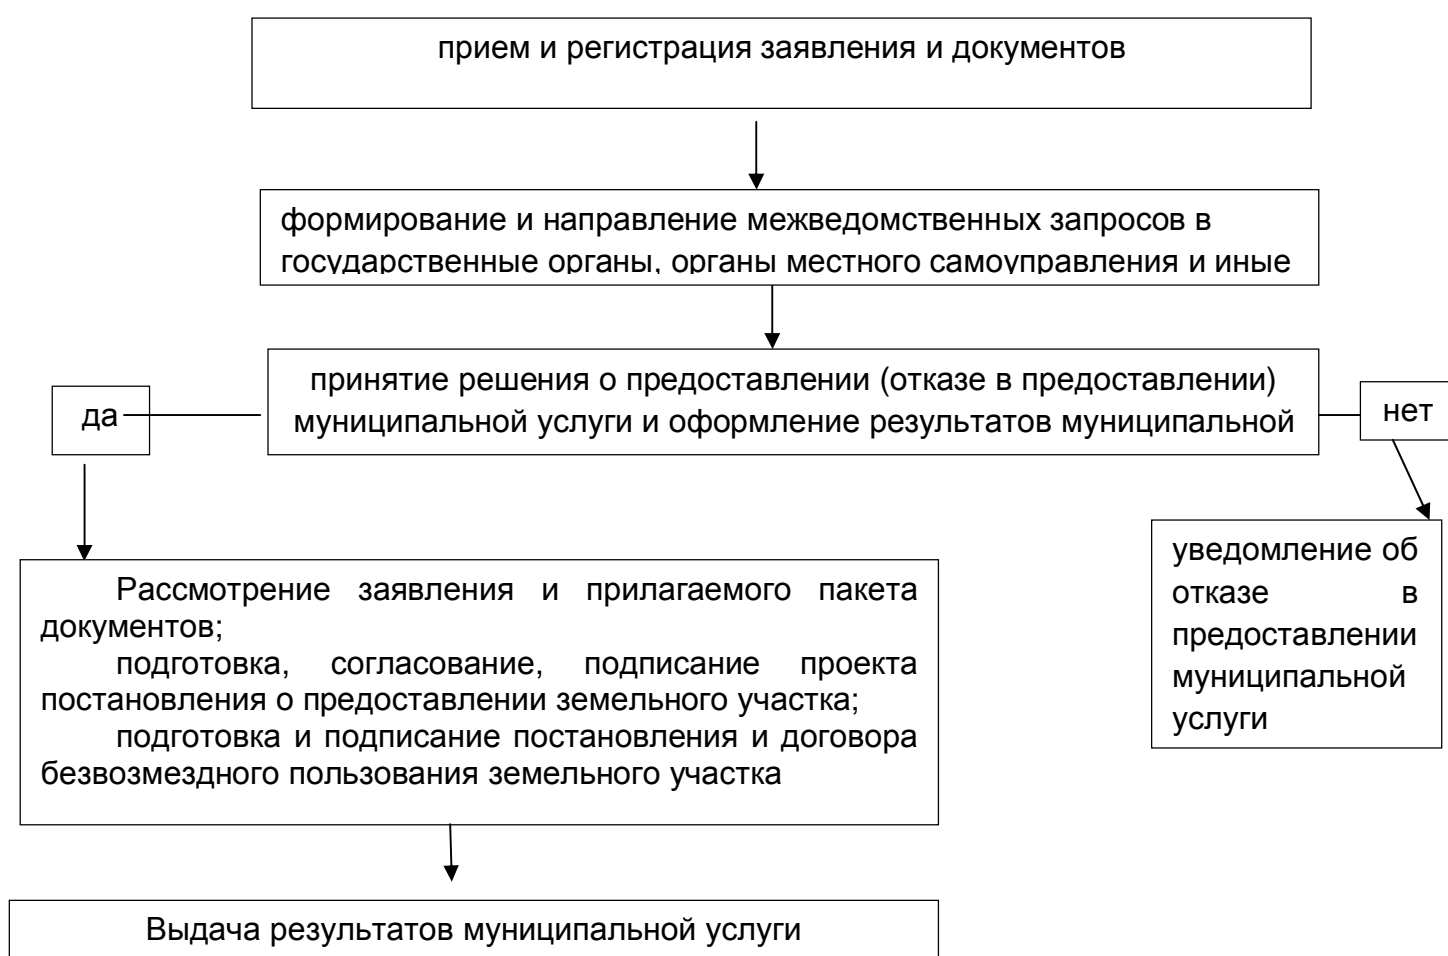 прием и регистрация заявления и документов
формирование и направление межведомственных запросов в
государственные органы, органы местного самоуправления и иные
принятие решения о предоставлении (отказе в предоставлении)
муниципальной услуги и оформление результатов муниципальной
да
нет
Рассмотрение заявления и прилагаемого пакета
документов;
подготовка, согласование, подписание проекта
постановления о предоставлении земельного участка;
подготовка и подписание постановления и договора
безвозмездного пользования земельного участка
уведомление об
отказе в
предоставлении
муниципальной
услуги
Выдача результатов муниципальной услуги